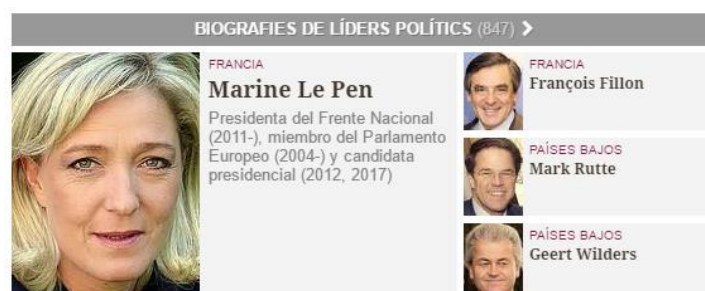 BIOGRAFIES DE LÍDERS POLÍTICS (847)
FRANCIA
Marine Le Pen
Presidenta del Frente Nacional
(2011-), miembro del Parlamento
Europeo (2004-) y candidata
presidencial (2012, 2017)
FRANCIA
François Fillon
PAÍSES BAJOS
Mark Rutte
PAÍSES BAJOS
Geert Wilders